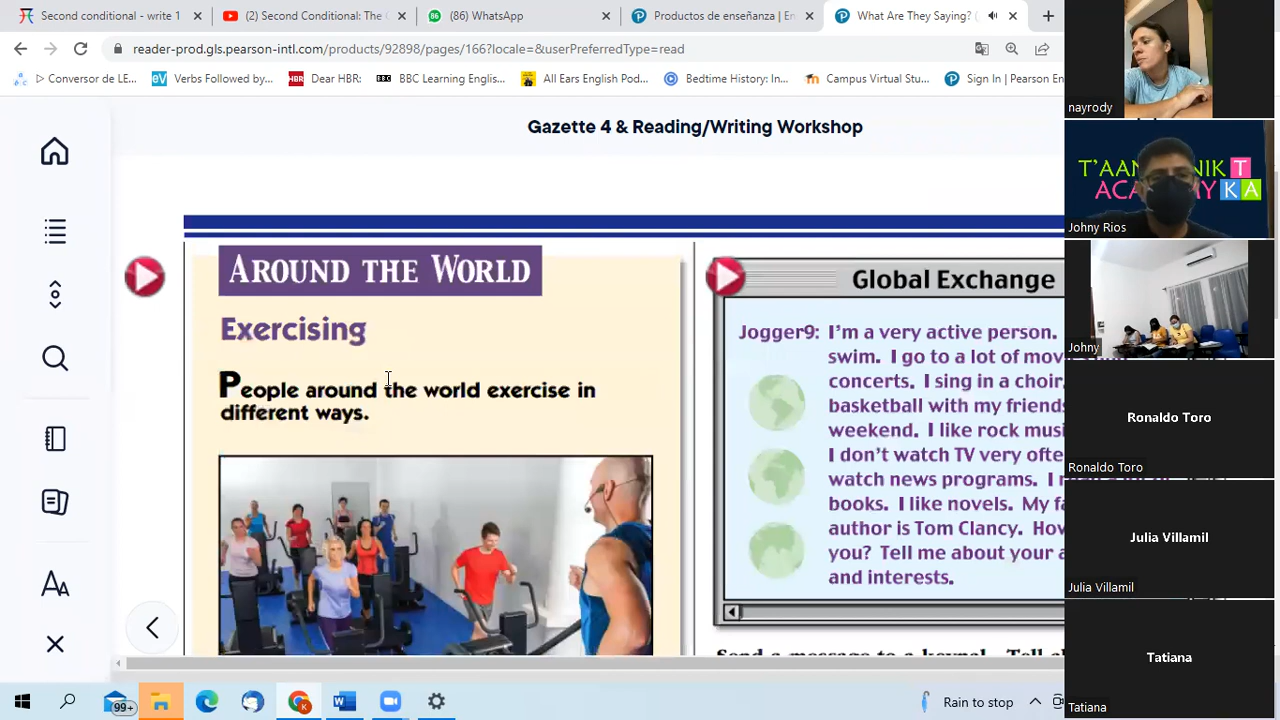 Second conditional - write 1
(2) Second Conditional: The
(86) WhatsApp
Productos de enseñanza | En
What Are They Saying? (
reader-prod.gls.pearson-intl.com/products/92898/pages/166?locale=&userPreferredType=read
▷ Conversor de LE...
Verbs Followed by...
Dear HBR:
BBC Learning Englis...
All Ears English Pod...
Bedtime History: In...
Campus Virtual Stu...
Sign In | Pearson En
Gazette 4 & Reading/Writing Workshop
AROUND THE WORLD
Exercising
People around the world exercise in
different ways.
Global Exchange
Jogger9: I'm a very active person.
swim. I go to a lot of mov
concerts. I sing in a choir,
basketball with my friends
weekend. I like rock musi
I don't watch TV very ofte
watch news programs. I
books. I like novels. My fa
author is Tom Clancy. How
you? Tell me about your a
and interests.
nayrody
T'AAN
NIK T
ACADEMY KA
Johny Rios
Johny
Ronaldo Toro
Ronaldo Toro
Julia Villamil
Julia Villamil
Tatiana
Tatiana
99+
Rain to stop